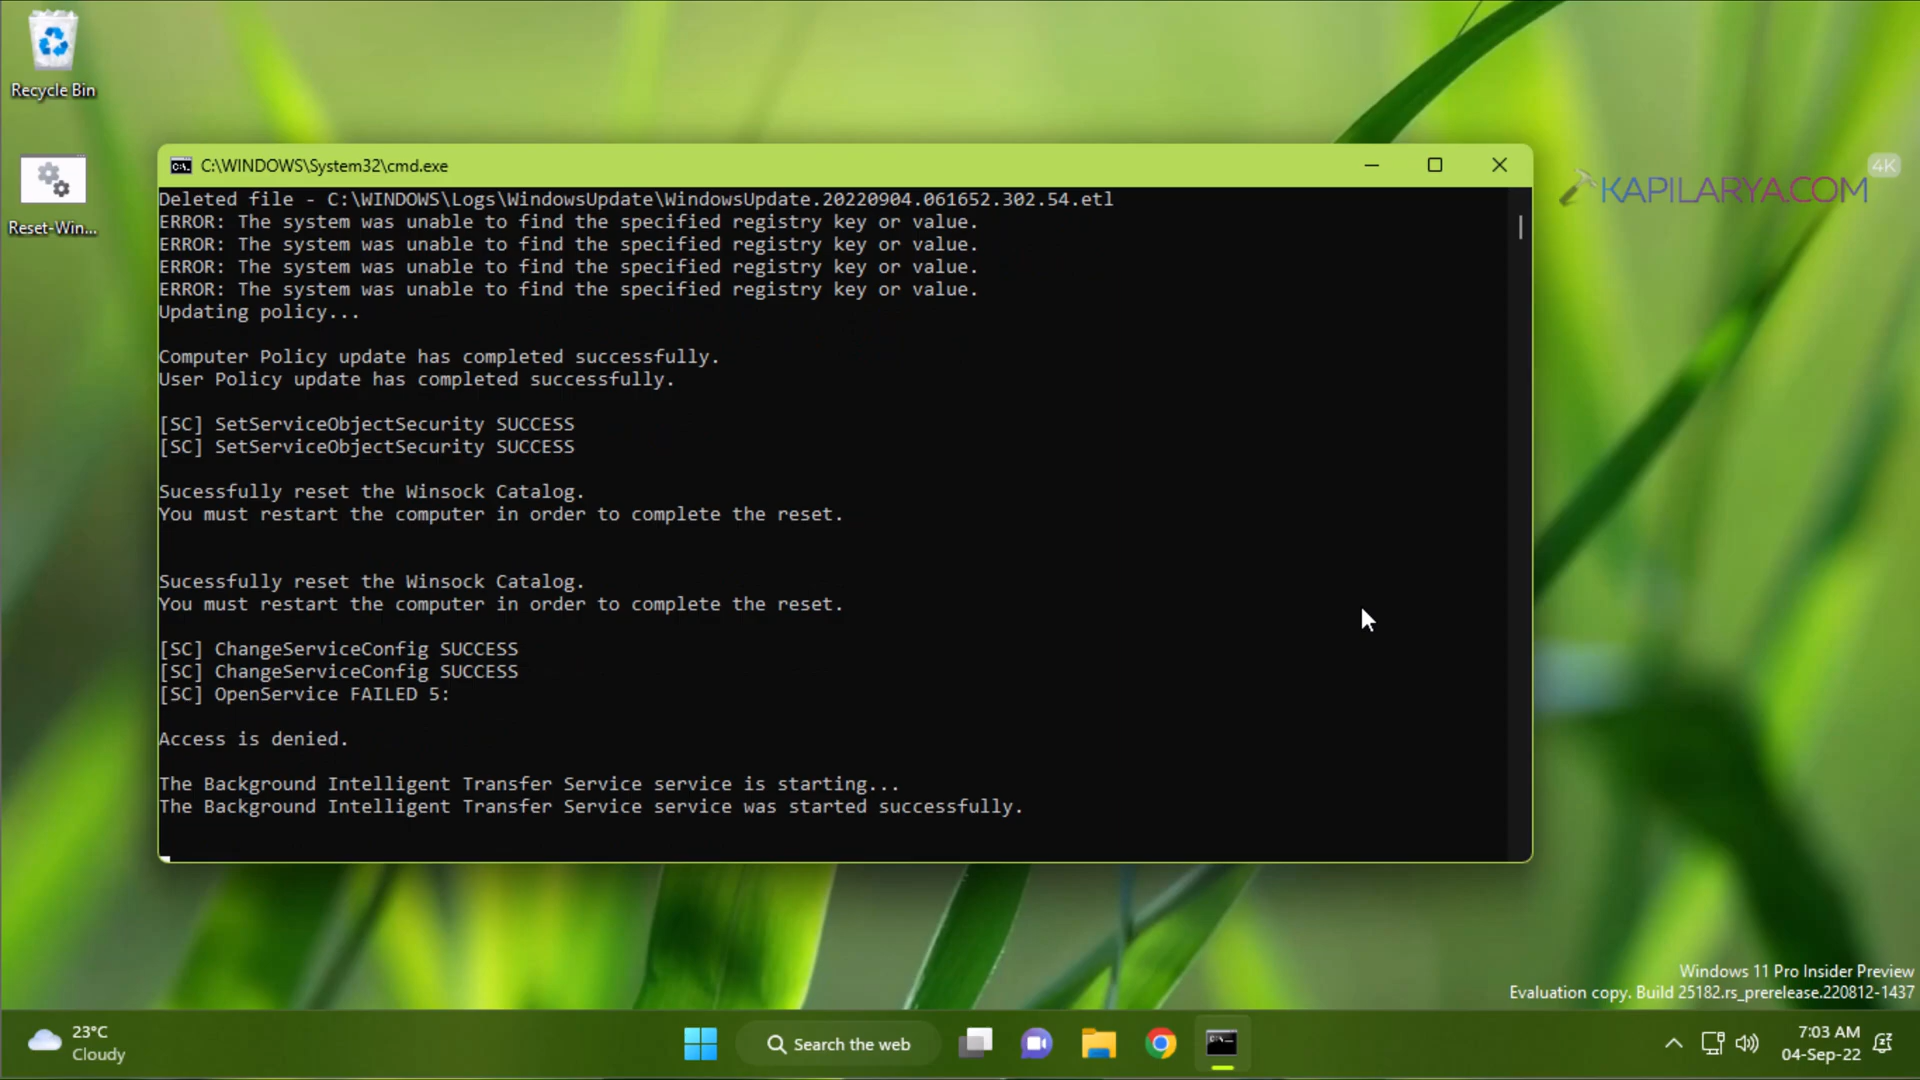 Recycle Bin
Reset-Win...
C:\WINDOWS\System32\cmd.exe
4K
KAPILARYA.COM
Deleted file - C:\WINDOWS\Logs\WindowsUpdate\WindowsUpdate.20220904.061652.302.54.etl
ERROR: The system was unable to find the specified registry key or value.
ERROR: The system was unable to find the specified registry key or value.
ERROR: The system was unable to find the specified registry key or value.
ERROR: The system was unable to find the specified registry key or value.
Updating policy...
Computer Policy update has completed successfully.
User Policy update has completed successfully.
[SC] SetServiceObjectSecurity SUCCESS
[SC] SetServiceObjectSecurity SUCCESS
Sucessfully reset the Winsock Catalog.
You must restart the computer in order to complete the reset.
Sucessfully reset the Winsock Catalog.
You must restart the computer in order to complete the reset.
[SC] ChangeServiceConfig SUCCESS
[SC] ChangeServiceConfig SUCCESS
[SC] OpenService FAILED 5:
Access is denied.
The Background Intelligent Transfer Service service is starting...
The Background Intelligent Transfer Service service was started successfully.
Windows 11 Pro Insider Preview
Evaluation copy. Build 25182.rs_prerelease.220812-1437
23°C
Cloudy
Search the web
7:03 AM
04-Sep-22